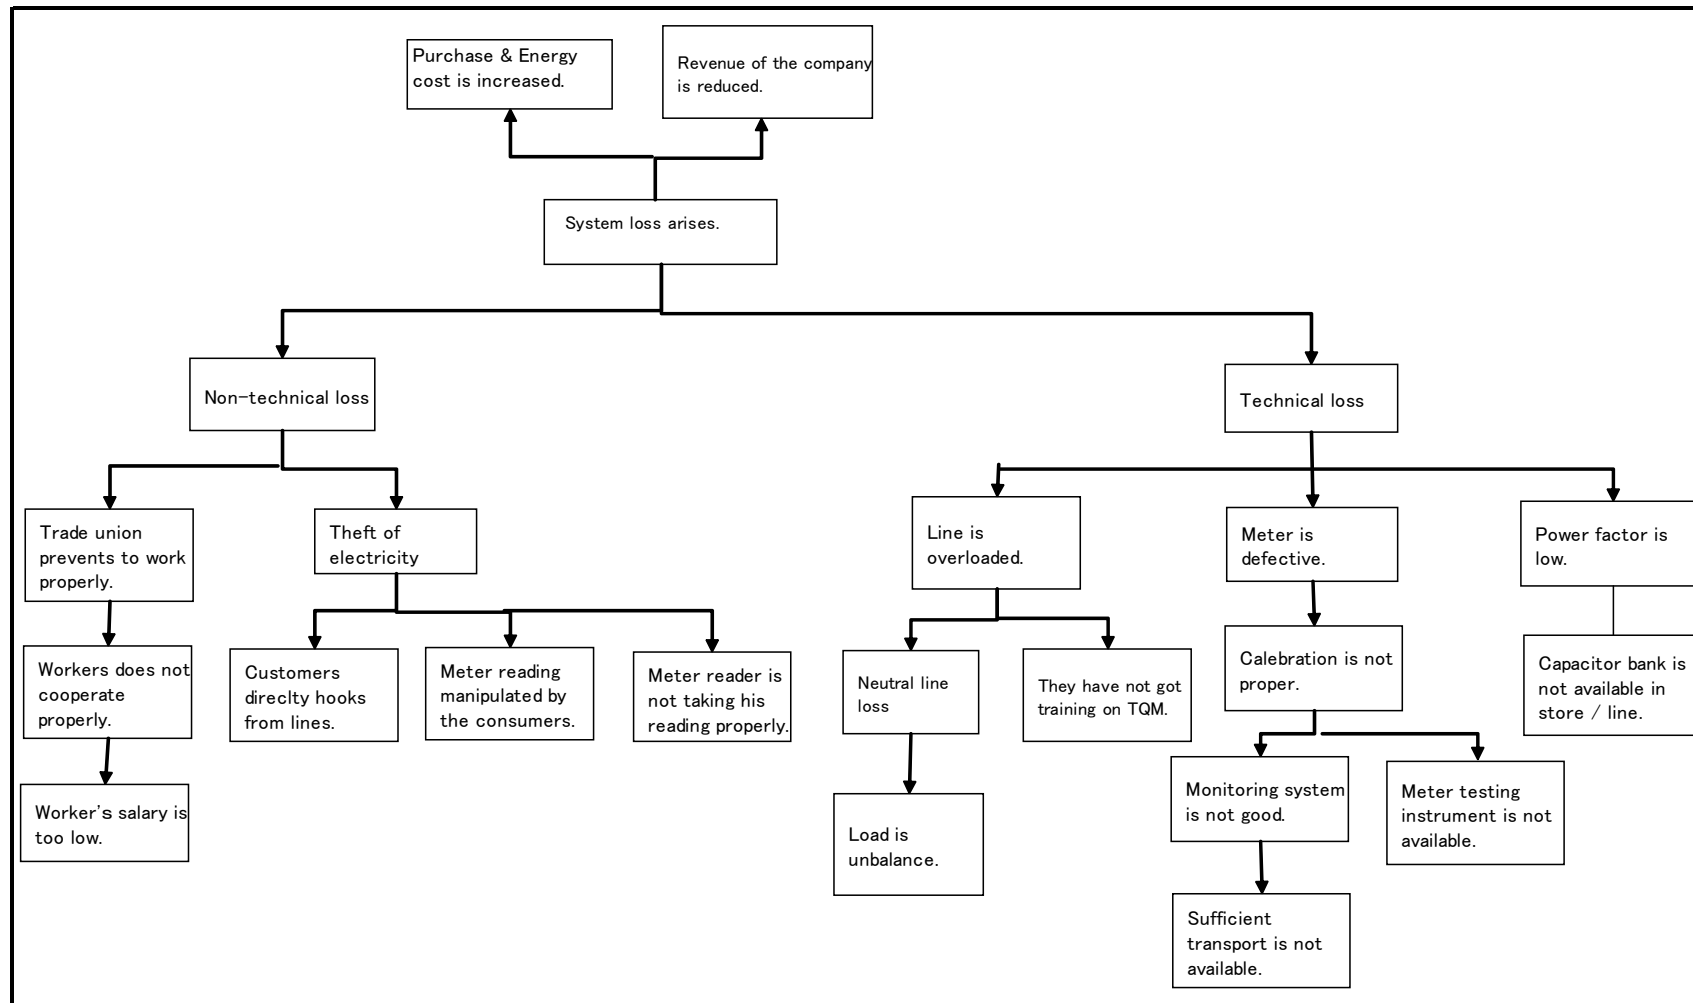 Purchase & Energy
cost is increased.
Revenue of the company
is reduced.
System loss arises.
Non-technical loss
Technical loss
Trade union
prevents to work
properly.
Theft of
electricity
Line is
overloaded.
Meter is
defective.
Power factor is
low.
Workers does not
cooperate
properly.
Customers
direclty hooks
from lines.
Meter reading
manipulated by
the consumers.
Meter reader is
not taking his
reading properly.
Neutral line
loss
They have not got
training on TQM.
Calebration is not
proper.
Capacitor bank is
not available in
store / line.
Worker's salary is
too low.
Load is
unbalance.
Monitoring system
is not good.
Meter testing
instrument is not
available.
Sufficient
transport is not
available.